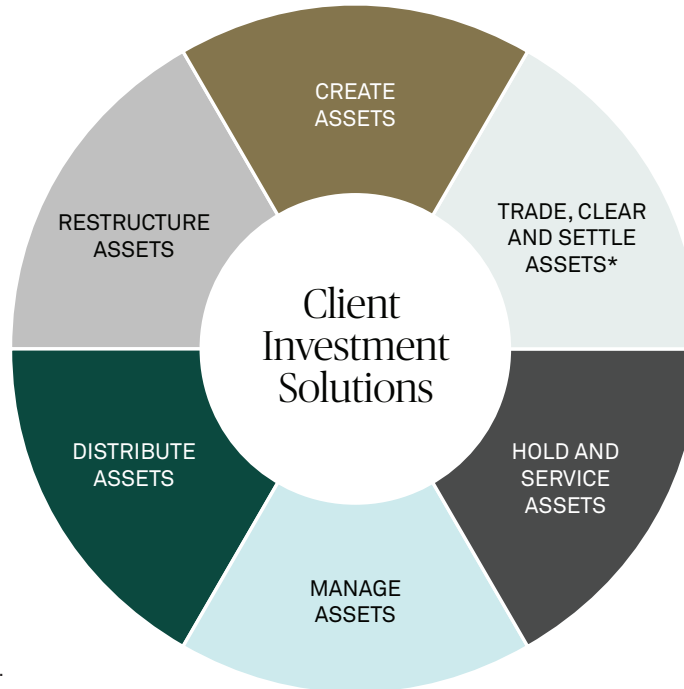 CREATE
ASSETS
TRADE, CLEAR
AND SETTLE
ASSETS*
HOLD AND
SERVICE
ASSETS
MANAGE
ASSETS
DISTRIBUTE
ASSETS
RESTRUCTURE
ASSETS
Client
Investment
Solutions
.